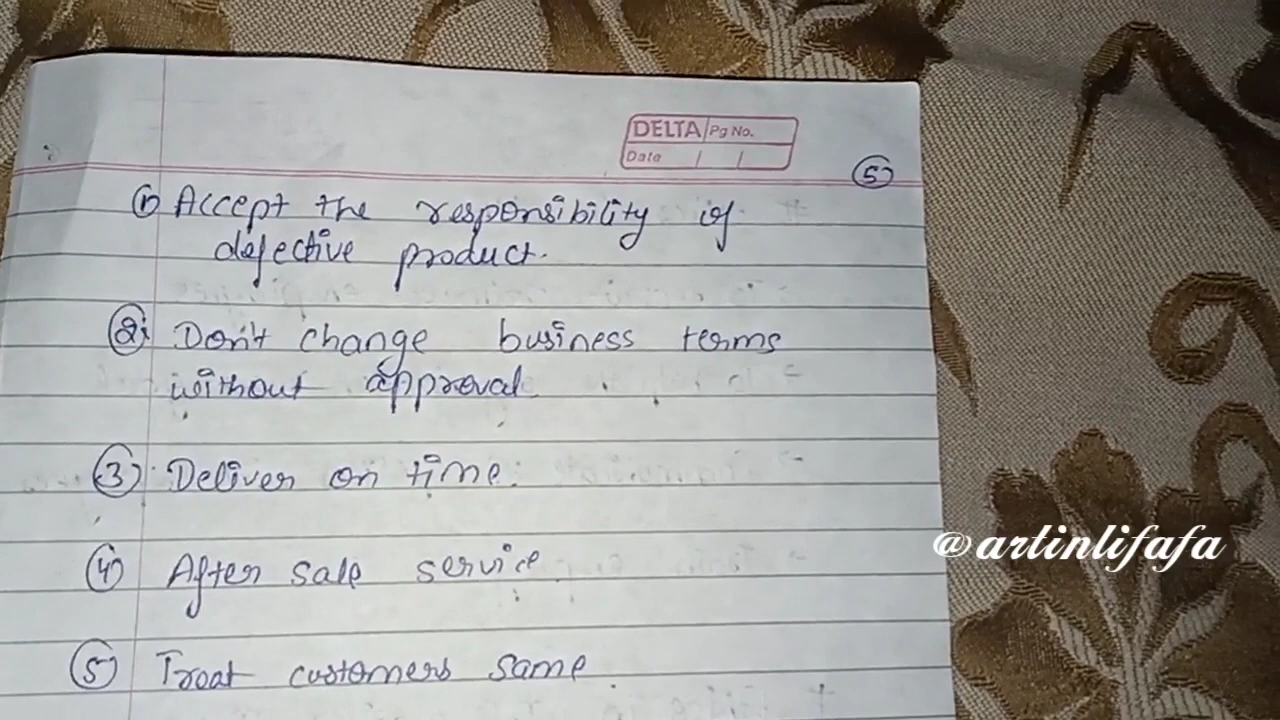 DELTA Pg No.
Date / /
5
1 Accept the responsibility of
defective product.
2 Don't change business terms
without approval
3 Deliver on time.
4 After sale service
5 Treat customers same
@artinlifafa